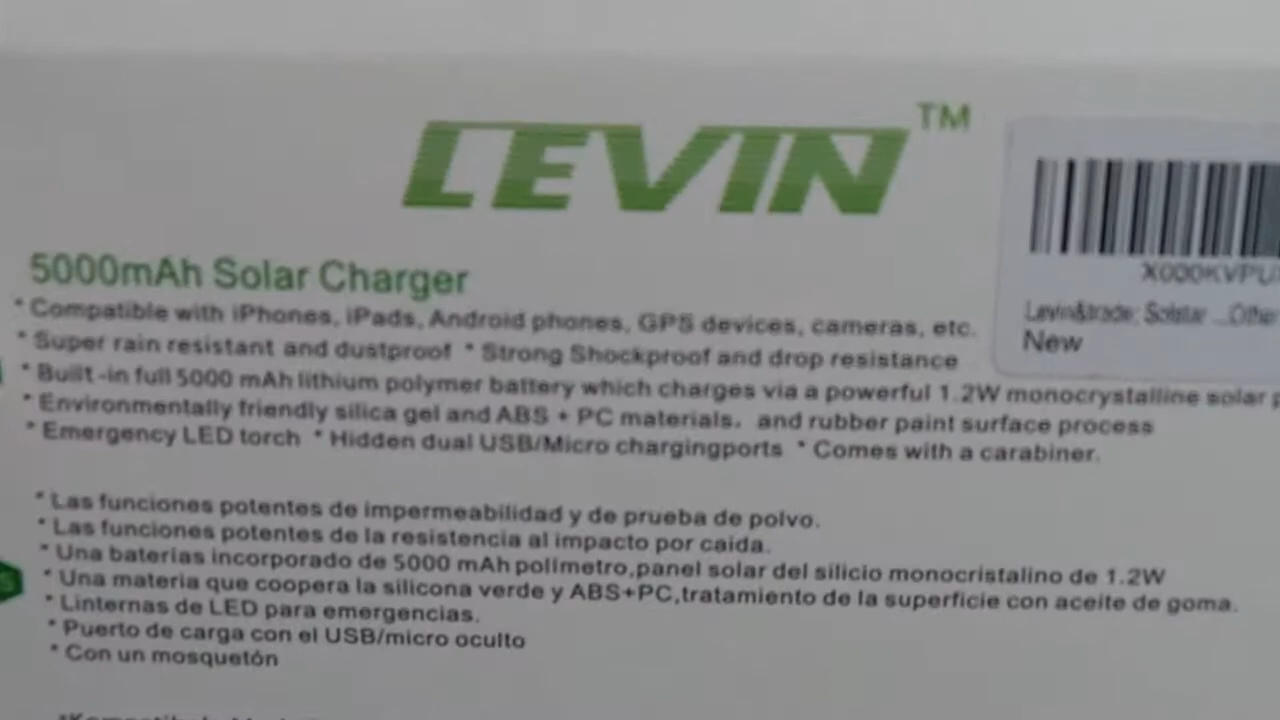 LEVIN™
X000KVPU
Levin&trade; Solstar ...Other
New
5000mAh Solar Charger
* Compatible with iPhones, iPads, Android phones, GPS devices, cameras, etc.
* Super rain resistant and dustproof * Strong Shockproof and drop resistance
* Built-in full 5000 mAh lithium polymer battery which charges via a powerful 1.2W monocrystalline solar
* Environmentally friendly silica gel and ABS + PC materials, and rubber paint surface process
* Emergency LED torch * Hidden dual USB/Micro chargingports * Comes with a carabiner.
* Las funciones potentes de impermeabilidad y de prueba de polvo.
* Las funciones potentes de la resistencia al impacto por caida.
* Una baterías incorporado de 5000 mAh polímetro,panel solar del silicio monocristalino de 1.2W
* Una materia que coopera la silicona verde y ABS+PC,tratamiento de la superficie con aceite de goma.
* Linternas de LED para emergencias.
* Puerto de carga con el USB/micro oculto
* Con un mosquetón